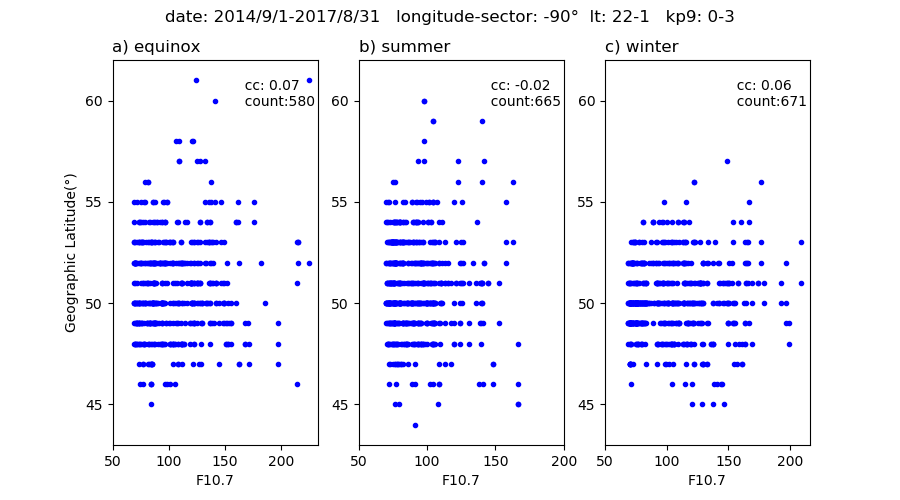 date: 2014/9/1-2017/8/31   longitude-sector: -90°  lt: 22-1   kp9: 0-3
a) equinox
b) summer
c) winter
cc: 0.07
count:580
cc: -0.02
count:665
cc: 0.06
count:671
Geographic Latitude(°)
60
55
50
45
60
55
50
45
60
55
50
45
50 100 150 200
50 100 150 200
50 100 150 200
F10.7
F10.7
F10.7